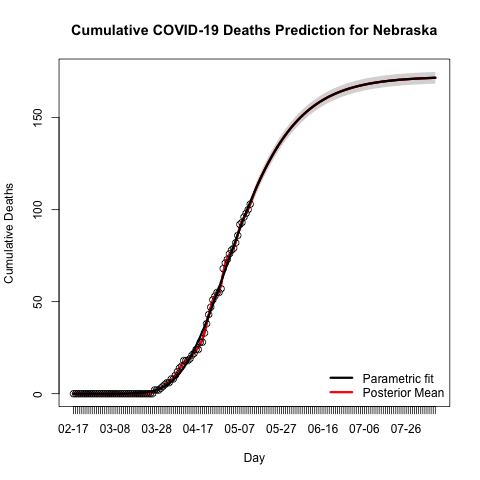 Cumulative COVID-19 Deaths Prediction for Nebraska
150
100
50
0
Cumulative Deaths
Parametric fit
Posterior Mean
02-17 03-08 03-28 04-17 05-07 05-27 06-16 07-06 07-26
Day